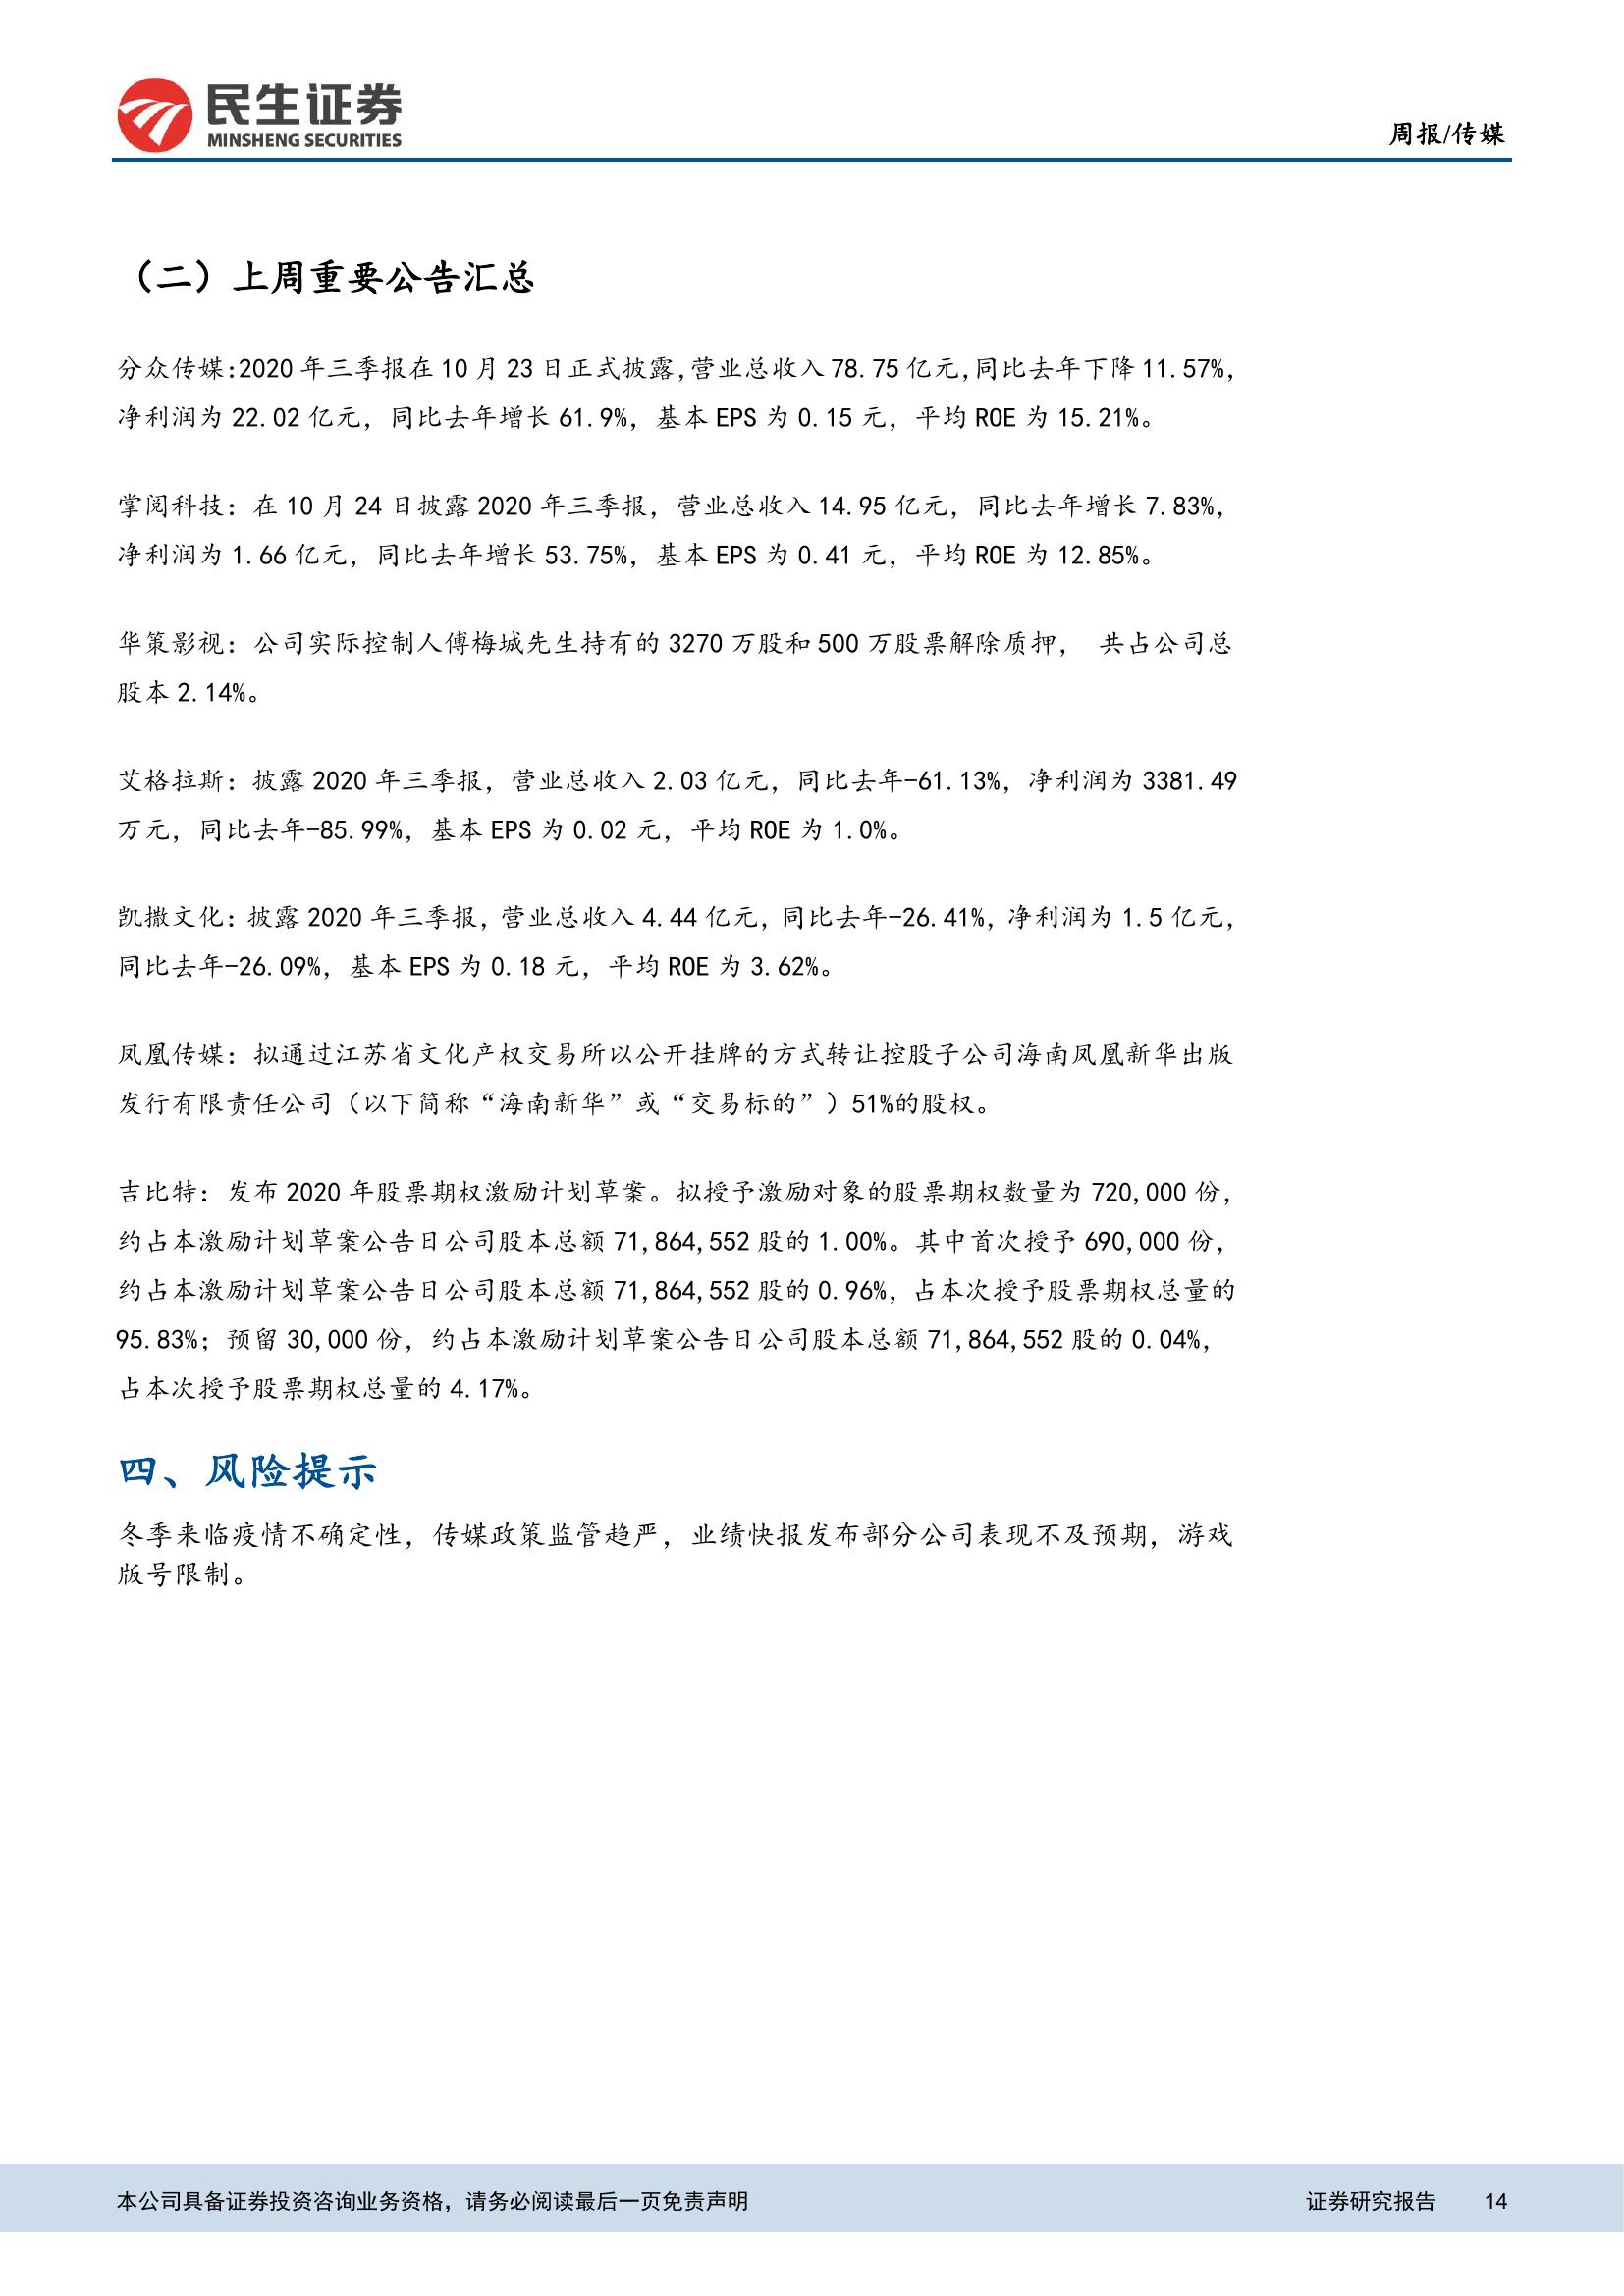 民生证券
MINSHENG SECURITIES
周报/传媒
（二）上周重要公告汇总
分众传媒:2020 年三季报在 10 月 23 日正式披露,营业总收入 78.75 亿元,同比去年下降 11.57%,
净利润为 22.02 亿元，同比去年增长 61.9%，基本 EPS 为 0.15 元，平均 ROE 为 15.21%。
掌阅科技：在 10 月 24 日披露 2020 年三季报，营业总收入 14.95 亿元，同比去年增长 7.83%，
净利润为 1.66 亿元，同比去年增长 53.75%，基本 EPS 为 0.41 元，平均 ROE 为 12.85%。
华策影视：公司实际控制人傅梅城先生持有的 3270 万股和 500 万股票解除质押， 共占公司总
股本 2.14%。
艾格拉斯：披露 2020 年三季报，营业总收入 2.03 亿元，同比去年-61.13%，净利润为 3381.49
万元，同比去年-85.99%，基本 EPS 为 0.02 元，平均 ROE 为 1.0%。
凯撒文化：披露 2020 年三季报，营业总收入 4.44 亿元，同比去年-26.41%，净利润为 1.5 亿元，
同比去年-26.09%，基本 EPS 为 0.18 元，平均 ROE 为 3.62%。
凤凰传媒：拟通过江苏省文化产权交易所以公开挂牌的方式转让控股子公司海南凤凰新华出版
发行有限责任公司（以下简称“海南新华”或“交易标的”）51%的股权。
吉比特：发布 2020 年股票期权激励计划草案。拟授予激励对象的股票期权数量为 720,000 份，
约占本激励计划草案公告日公司股本总额 71,864,552 股的 1.00%。其中首次授予 690,000 份，
约占本激励计划草案公告日公司股本总额 71,864,552 股的 0.96%，占本次授予股票期权总量的
95.83%；预留 30,000 份，约占本激励计划草案公告日公司股本总额 71,864,552 股的 0.04%，
占本次授予股票期权总量的 4.17%。
四、风险提示
冬季来临疫情不确定性，传媒政策监管趋严，业绩快报发布部分公司表现不及预期，游戏
版号限制。
本公司具备证券投资咨询业务资格，请务必阅读最后一页免责声明
证券研究报告 14